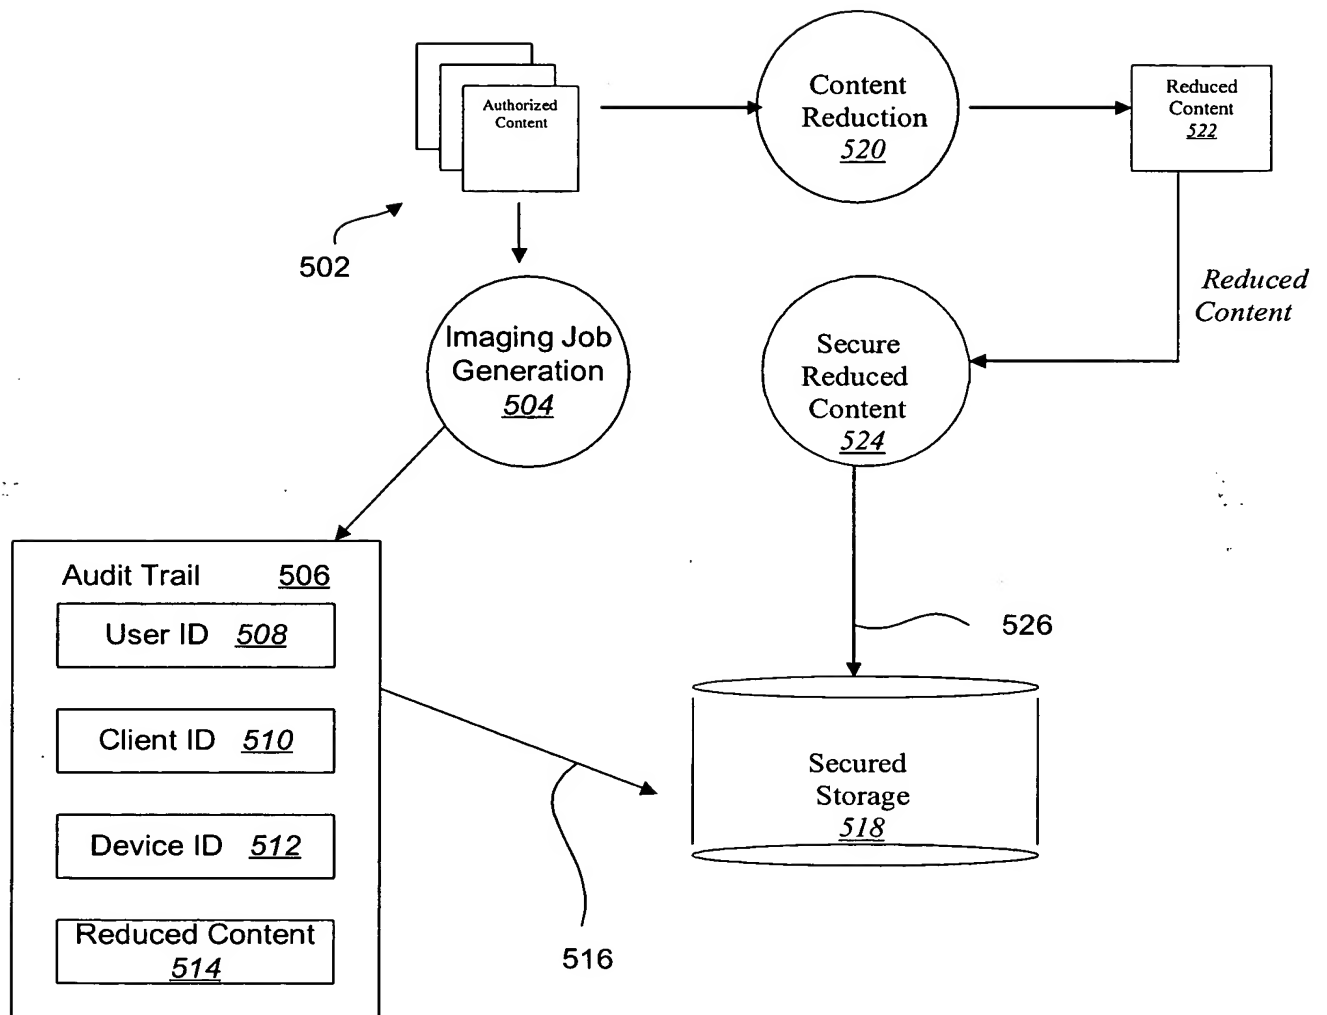 Authorized
Content
Content
Reduction
520
Reduced
Content
522
502
Reduced
Content
Imaging Job
Generation
504
Secure
Reduced
Content
524
Audit Trail 506
User ID 508
Client ID 510
Device ID 512
Reduced Content
514
526
Secured
Storage
518
516